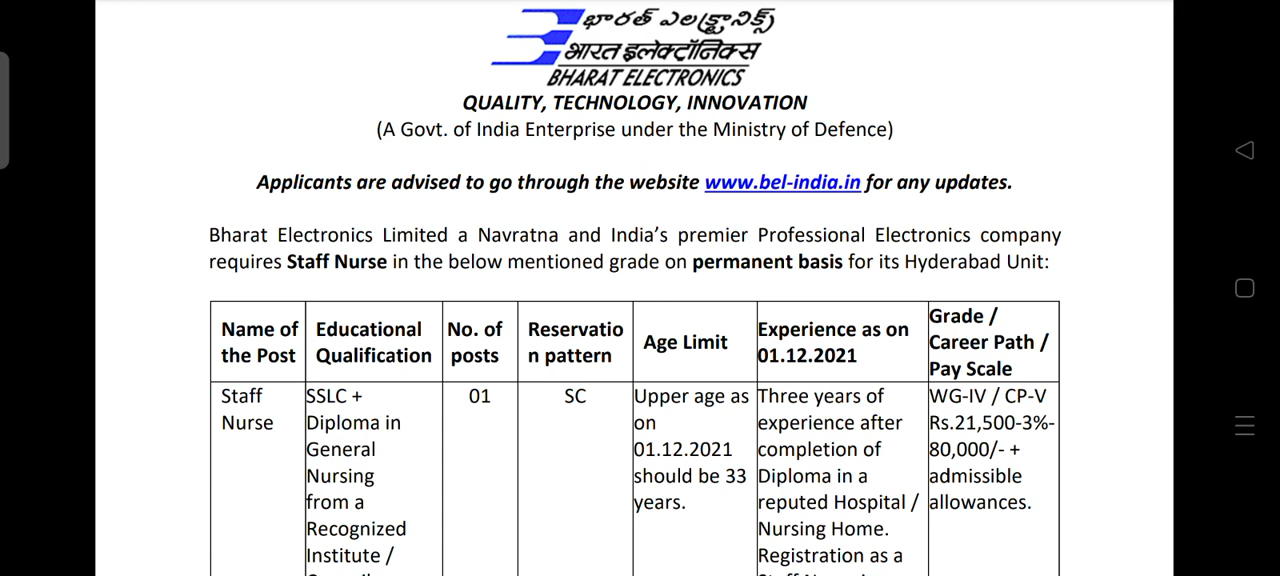 భారత్ ఎలక్ట్రానిక్స్
भारत इलेक्ट्रॉनिक्स
BHARAT ELECTRONICS
QUALITY, TECHNOLOGY, INNOVATION
(A Govt. of India Enterprise under the Ministry of Defence)
Applicants are advised to go through the website www.bel-india.in for any updates.
Bharat Electronics Limited a Navratna and India's premier Professional Electronics company
requires Staff Nurse in the below mentioned grade on permanent basis for its Hyderabad Unit:
Name of the Post
Educational Qualification
No. of posts
Reservatio
n pattern
Age Limit
Experience as on
01.12.2021
Grade /
Career Path /
Pay Scale
Staff
Nurse
SSLC +
Diploma in
General
Nursing
from a
Recognized
Institute /
01
SC
Upper age as
on
01.12.2021
should be 33
years.
Three years of
experience after
completion of
Diploma in a
reputed Hospital /
Nursing Home.
Registration as a
WG-IV / CP-V
Rs.21,500-3%-
80,000/- +
admissible
allowances.